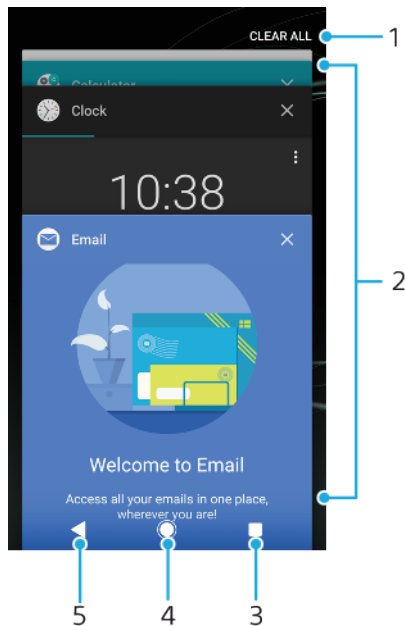 CLEAR ALL
1
Calculator
Clock
10:38
2
Email
Welcome to Email
Access all your emails in one place,
wherever you are!
5
4
3